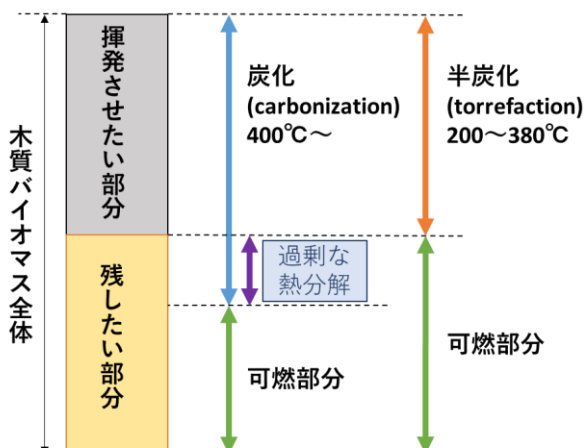 木質バイオマス全体
揮発させたい部分
残したい部分
炭化
(carbonization)
400℃～
過剰な
熱分解
可燃部分
半炭化
(torrefaction)
200～380℃
可燃部分